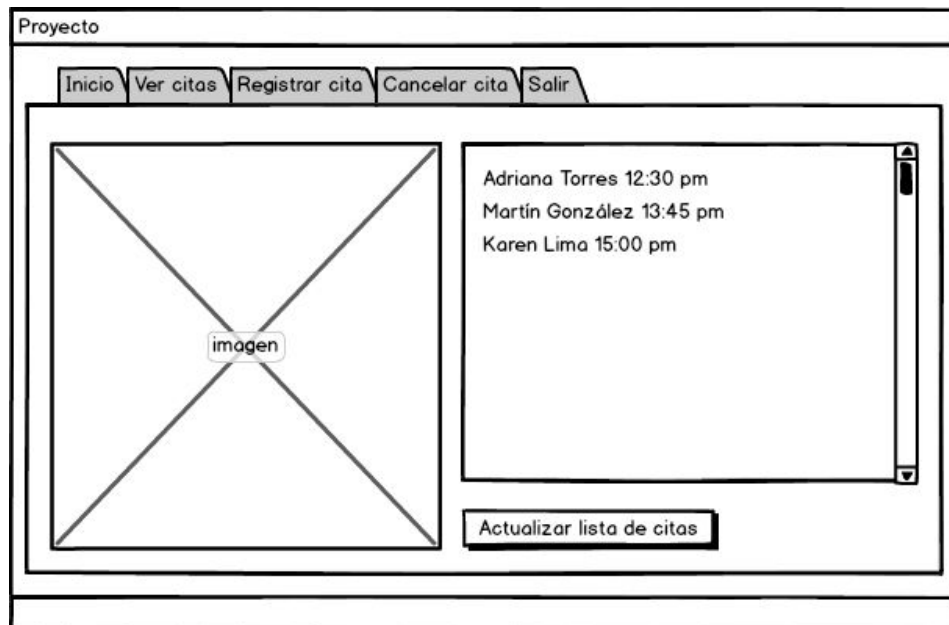 Proyecto
Inicio Ver citas Registrar cita Cancelar cita Salir
imagen
Adriana Torres 12:30 pm
Martín González 13:45 pm
Karen Lima 15:00 pm
Actualizar lista de citas